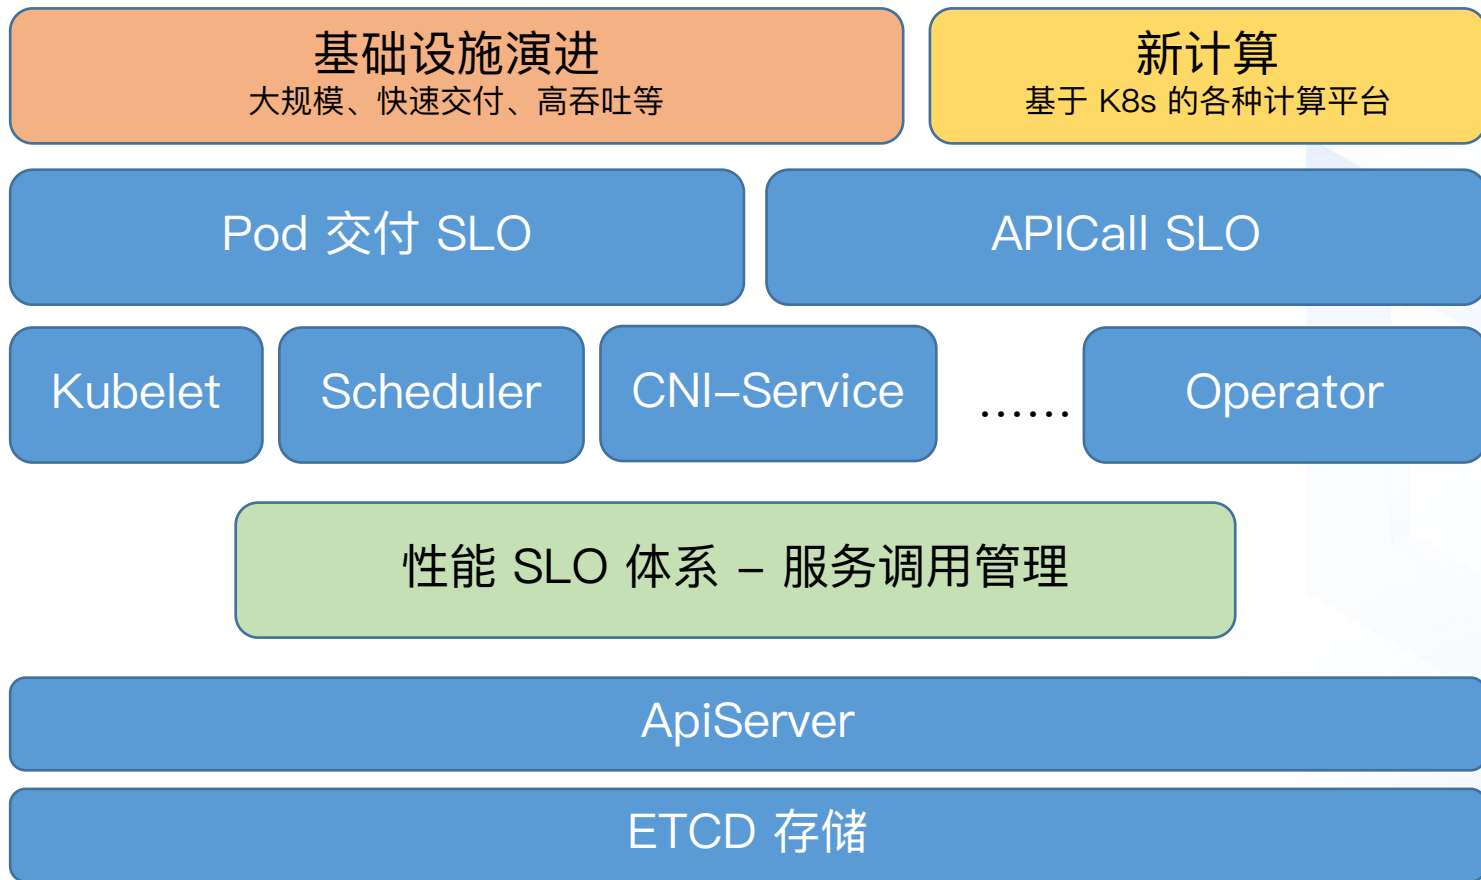 基础设施演进
大规模、快速交付、高吞吐等
新计算
基于 K8s 的各种计算平台
Pod 交付 SLO
APICall SLO
Kubelet
Scheduler
CNI-Service
……
Operator
性能 SLO 体系 – 服务调用管理
ApiServer
ETCD 存储